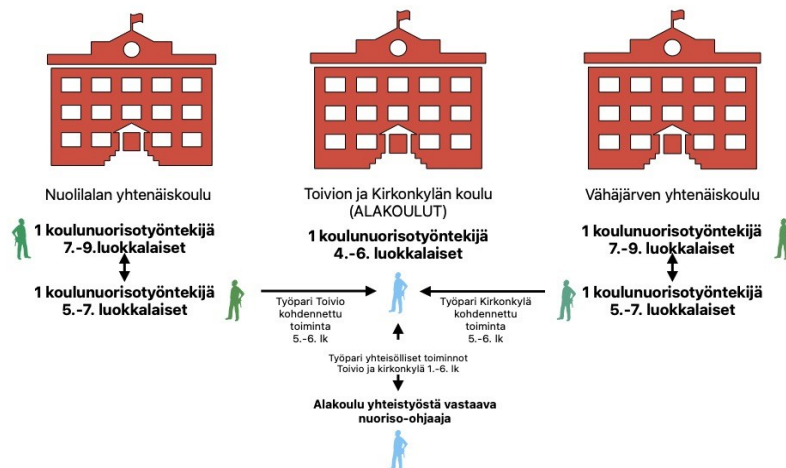 Nuolilalan yhtenäiskoulu
1 koulunuorisotyöntekijä
7.-9.luokkalaiset
1 koulunuorisotyöntekijä
5.-7. luokkalaiset
Toivion ja Kirkonkylän koulu
(ALAKOULUT)
1 koulunuorisotyöntekijä
4.-6. luokkalaiset
Vähäjärven yhtenäiskoulu
1 koulunuorisotyöntekijä
7.-9. luokkalaiset
1 koulunuorisotyöntekijä
5.-7. luokkalaiset
Työpari Toivio
kohdennettu
toiminta
5.-6. lk
Työpari Kirkonkylä
kohdennettu
toiminta
5.-6. lk
Työpari yhteisölliset toiminnot
Toivio ja kirkonkylä 1.-6. lk
Alakoulu yhteistyöstä vastaava
nuoriso-ohjaaja